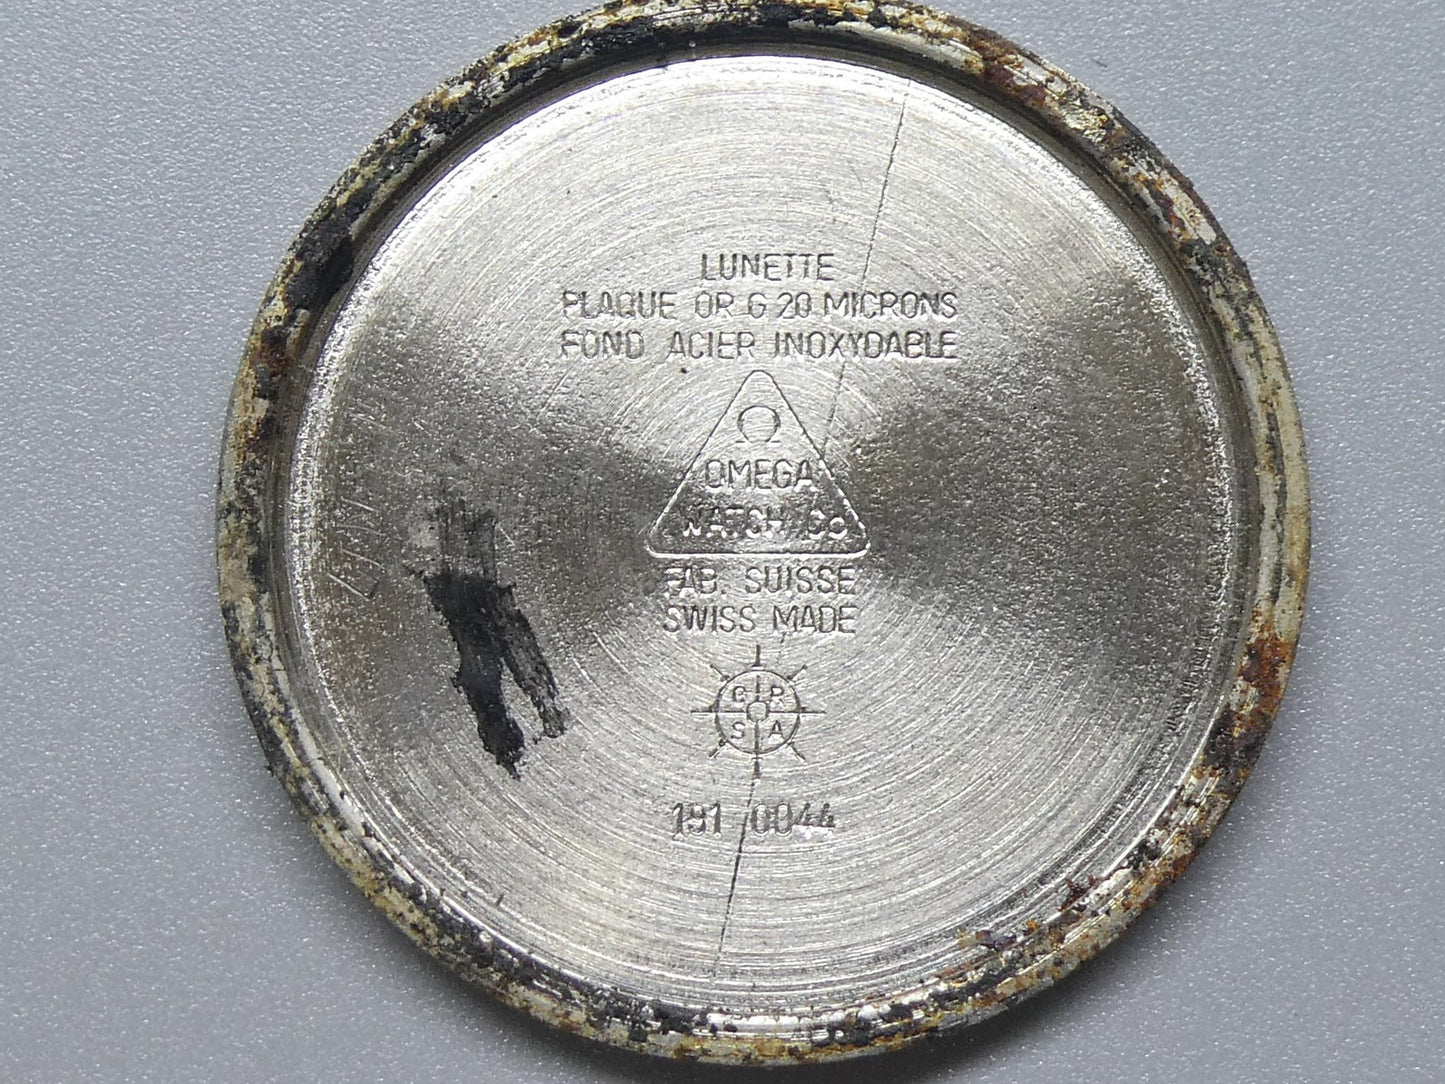 LUNETTE
PLAQUE OR G 20 MICRONS
FOND ACIER INOXYDABLE
Ω
OMEGA
WATCH Co
FAB. SUISSE
SWISS MADE
C P
S A
191 0044